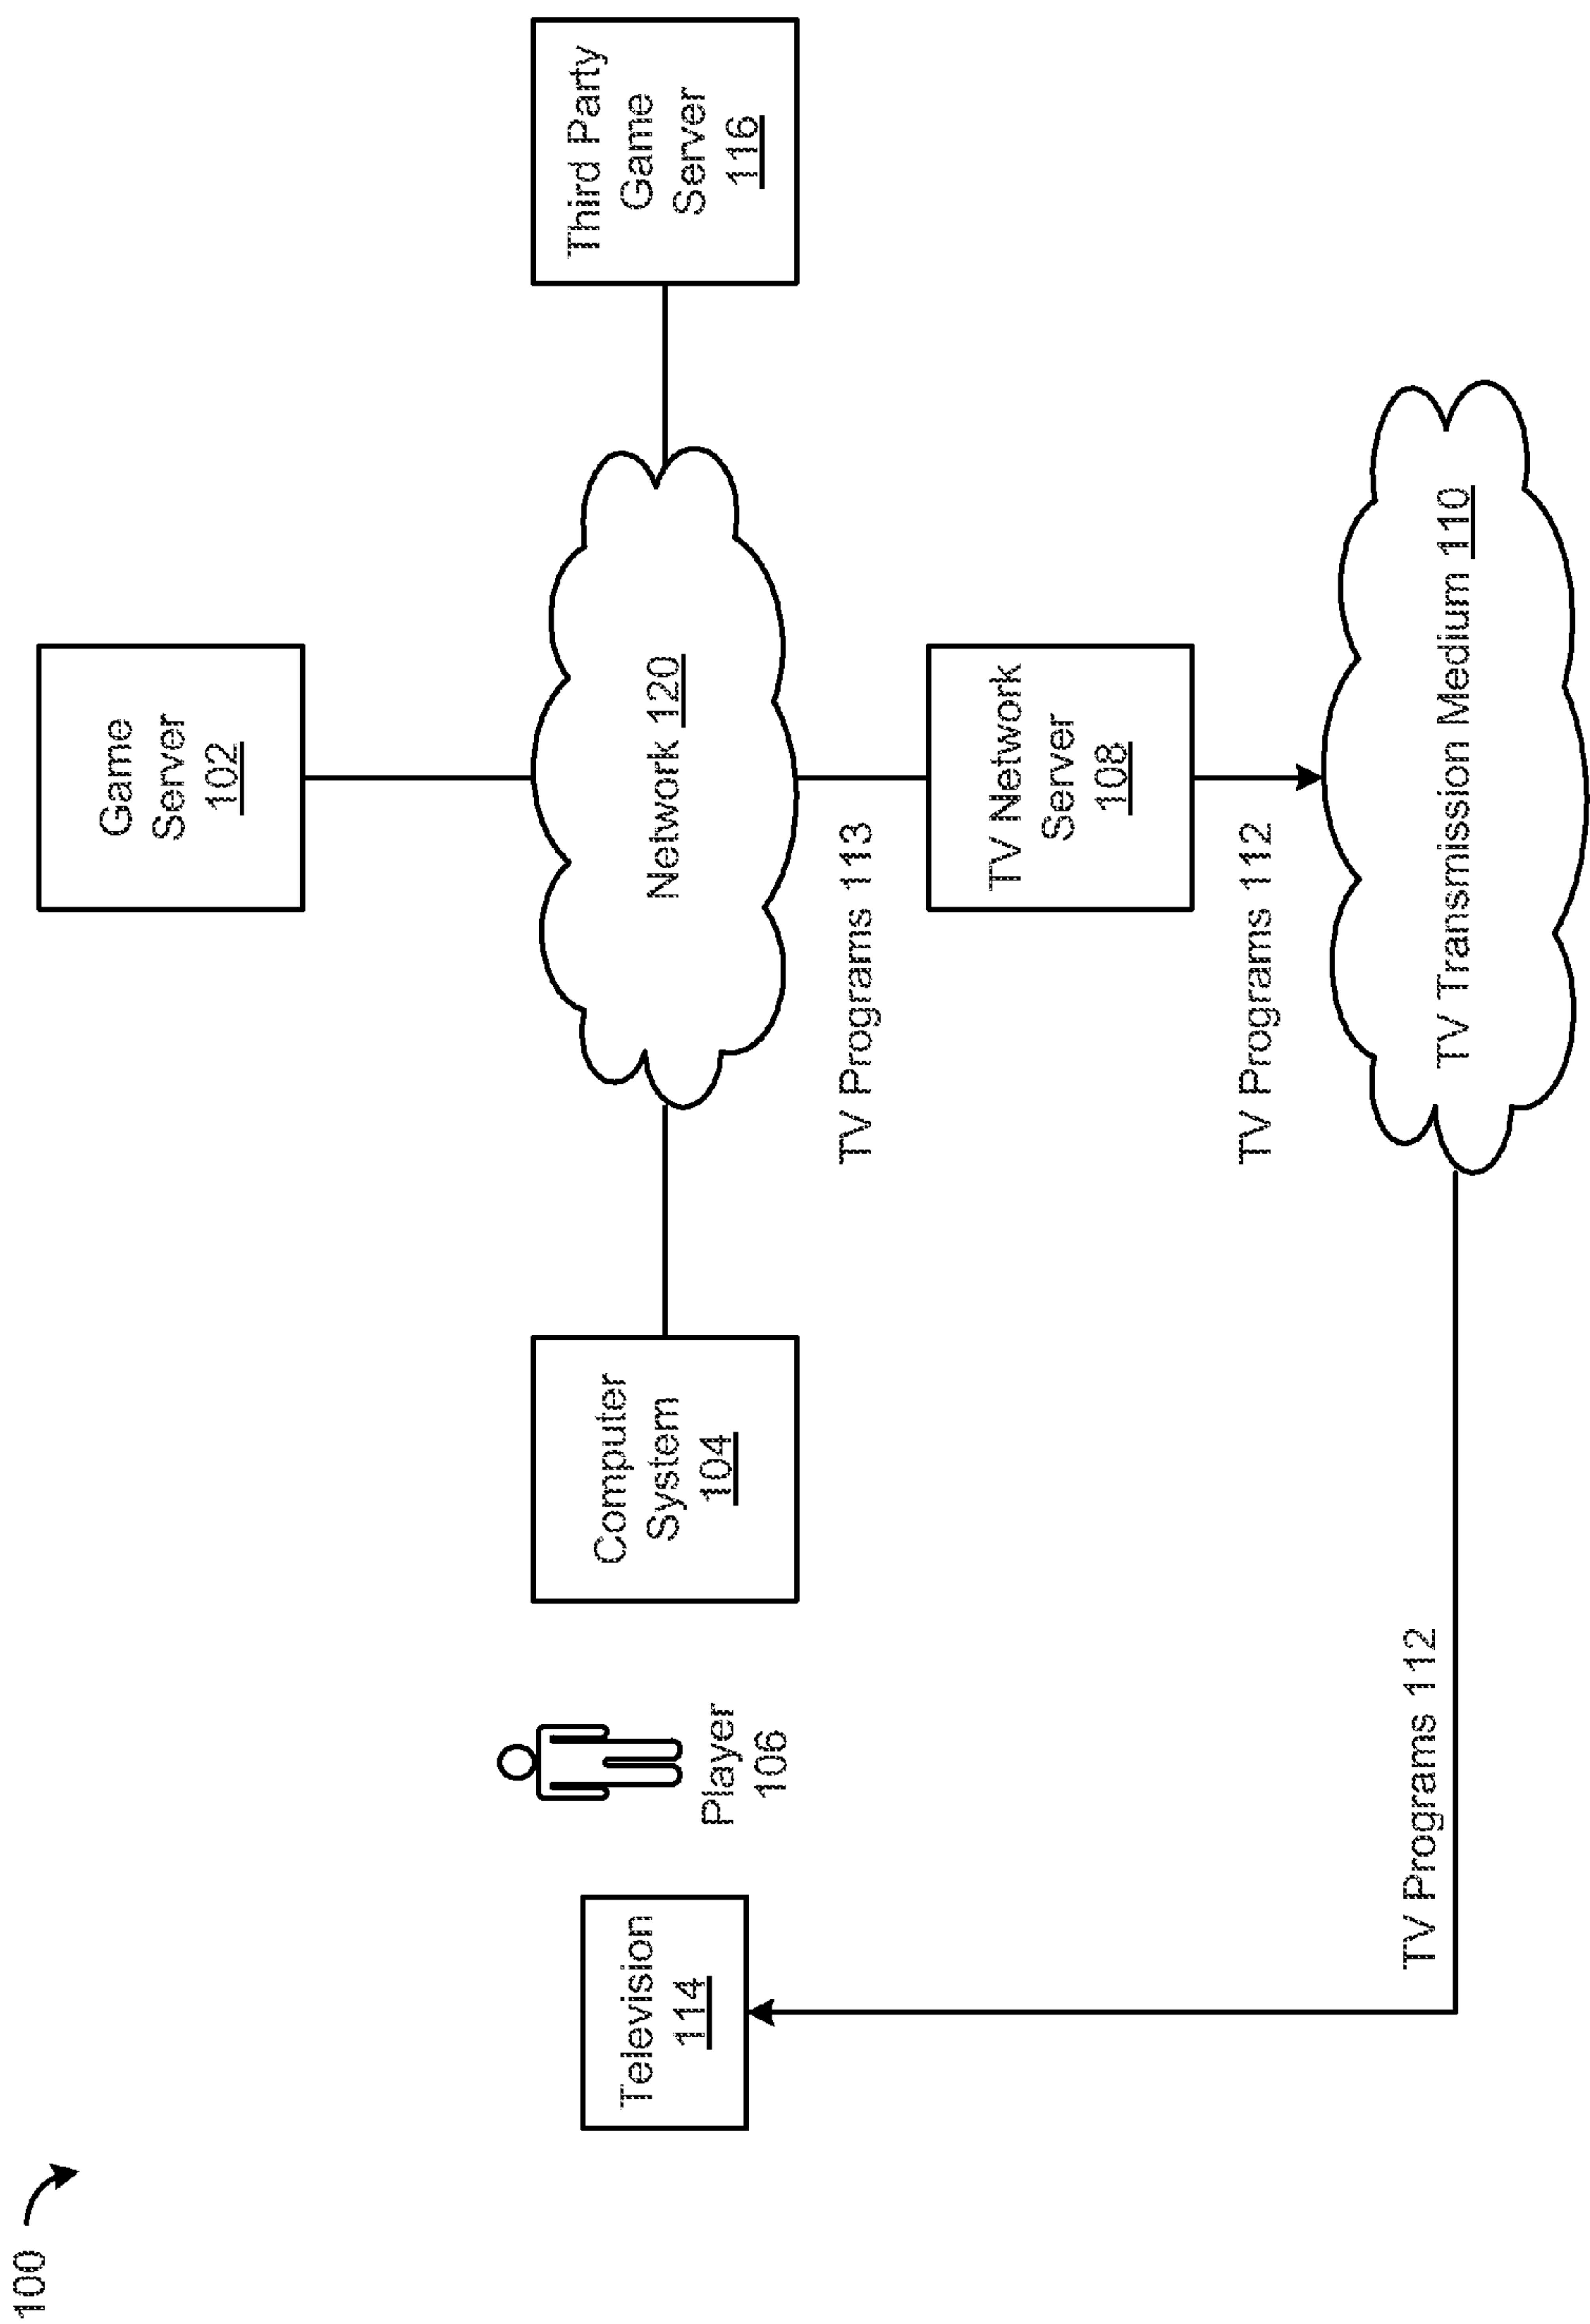 100
Game
Server
102
Third Party
Game
Server
116
Network 120
Computer
System
104
Player
106
Television
114
TV Programs 113
TV Network
Server
108
TV Programs 112
TV Transmission Medium 110
TV Programs 112